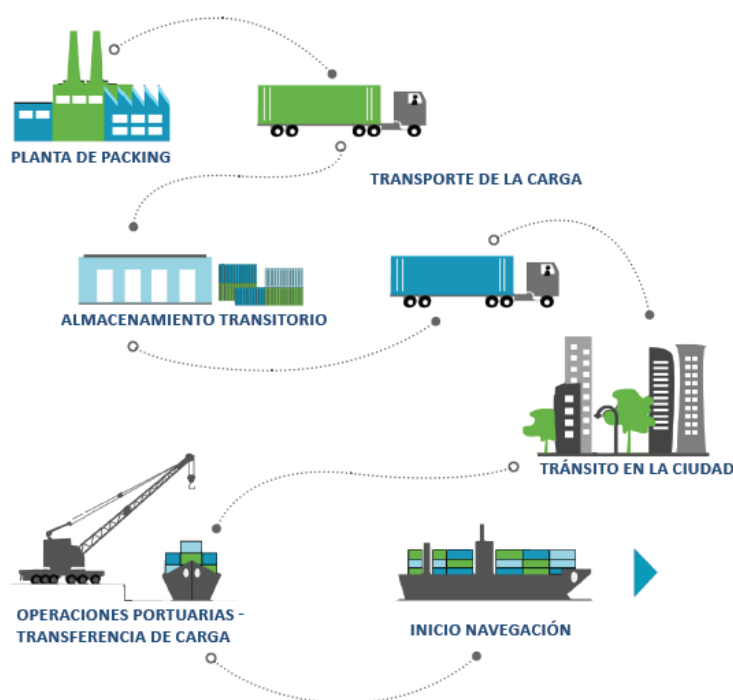 PLANTA DE PACKING
TRANSPORTE DE LA CARGA
ALMACENAMIENTO TRANSITORIO
TRÁNSITO EN LA CIUDAD
OPERACIONES PORTUARIAS -
TRANSFERENCIA DE CARGA
INICIO NAVEGACIÓN